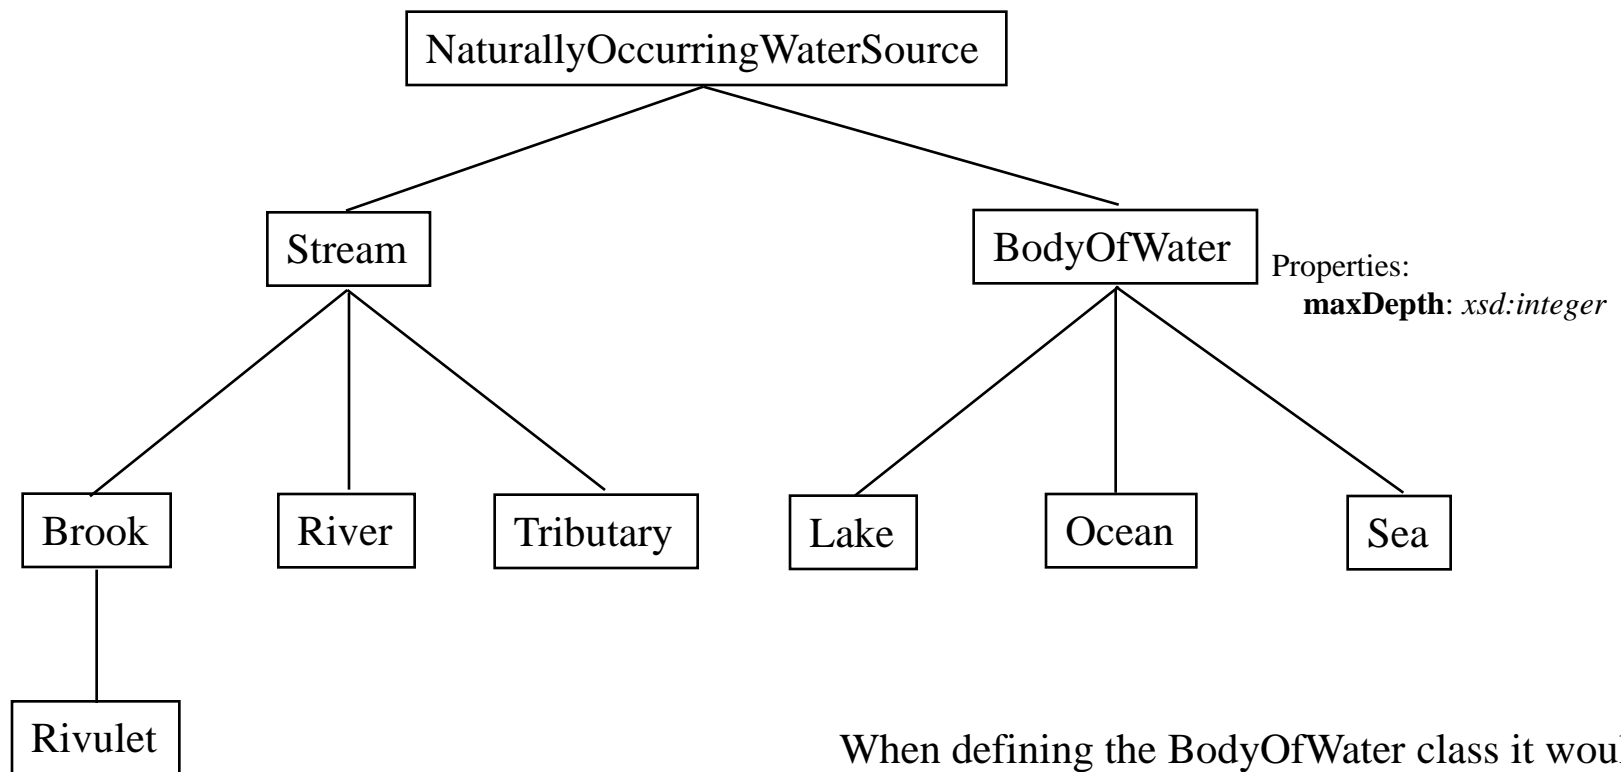 NaturallyOccurringWaterSource
Stream
BodyOfWater
Properties:
maxDepth: xsd:integer
Brook
River
Tributary
Lake
Ocean
Sea
Rivulet
When defining the BodyOfWater class it